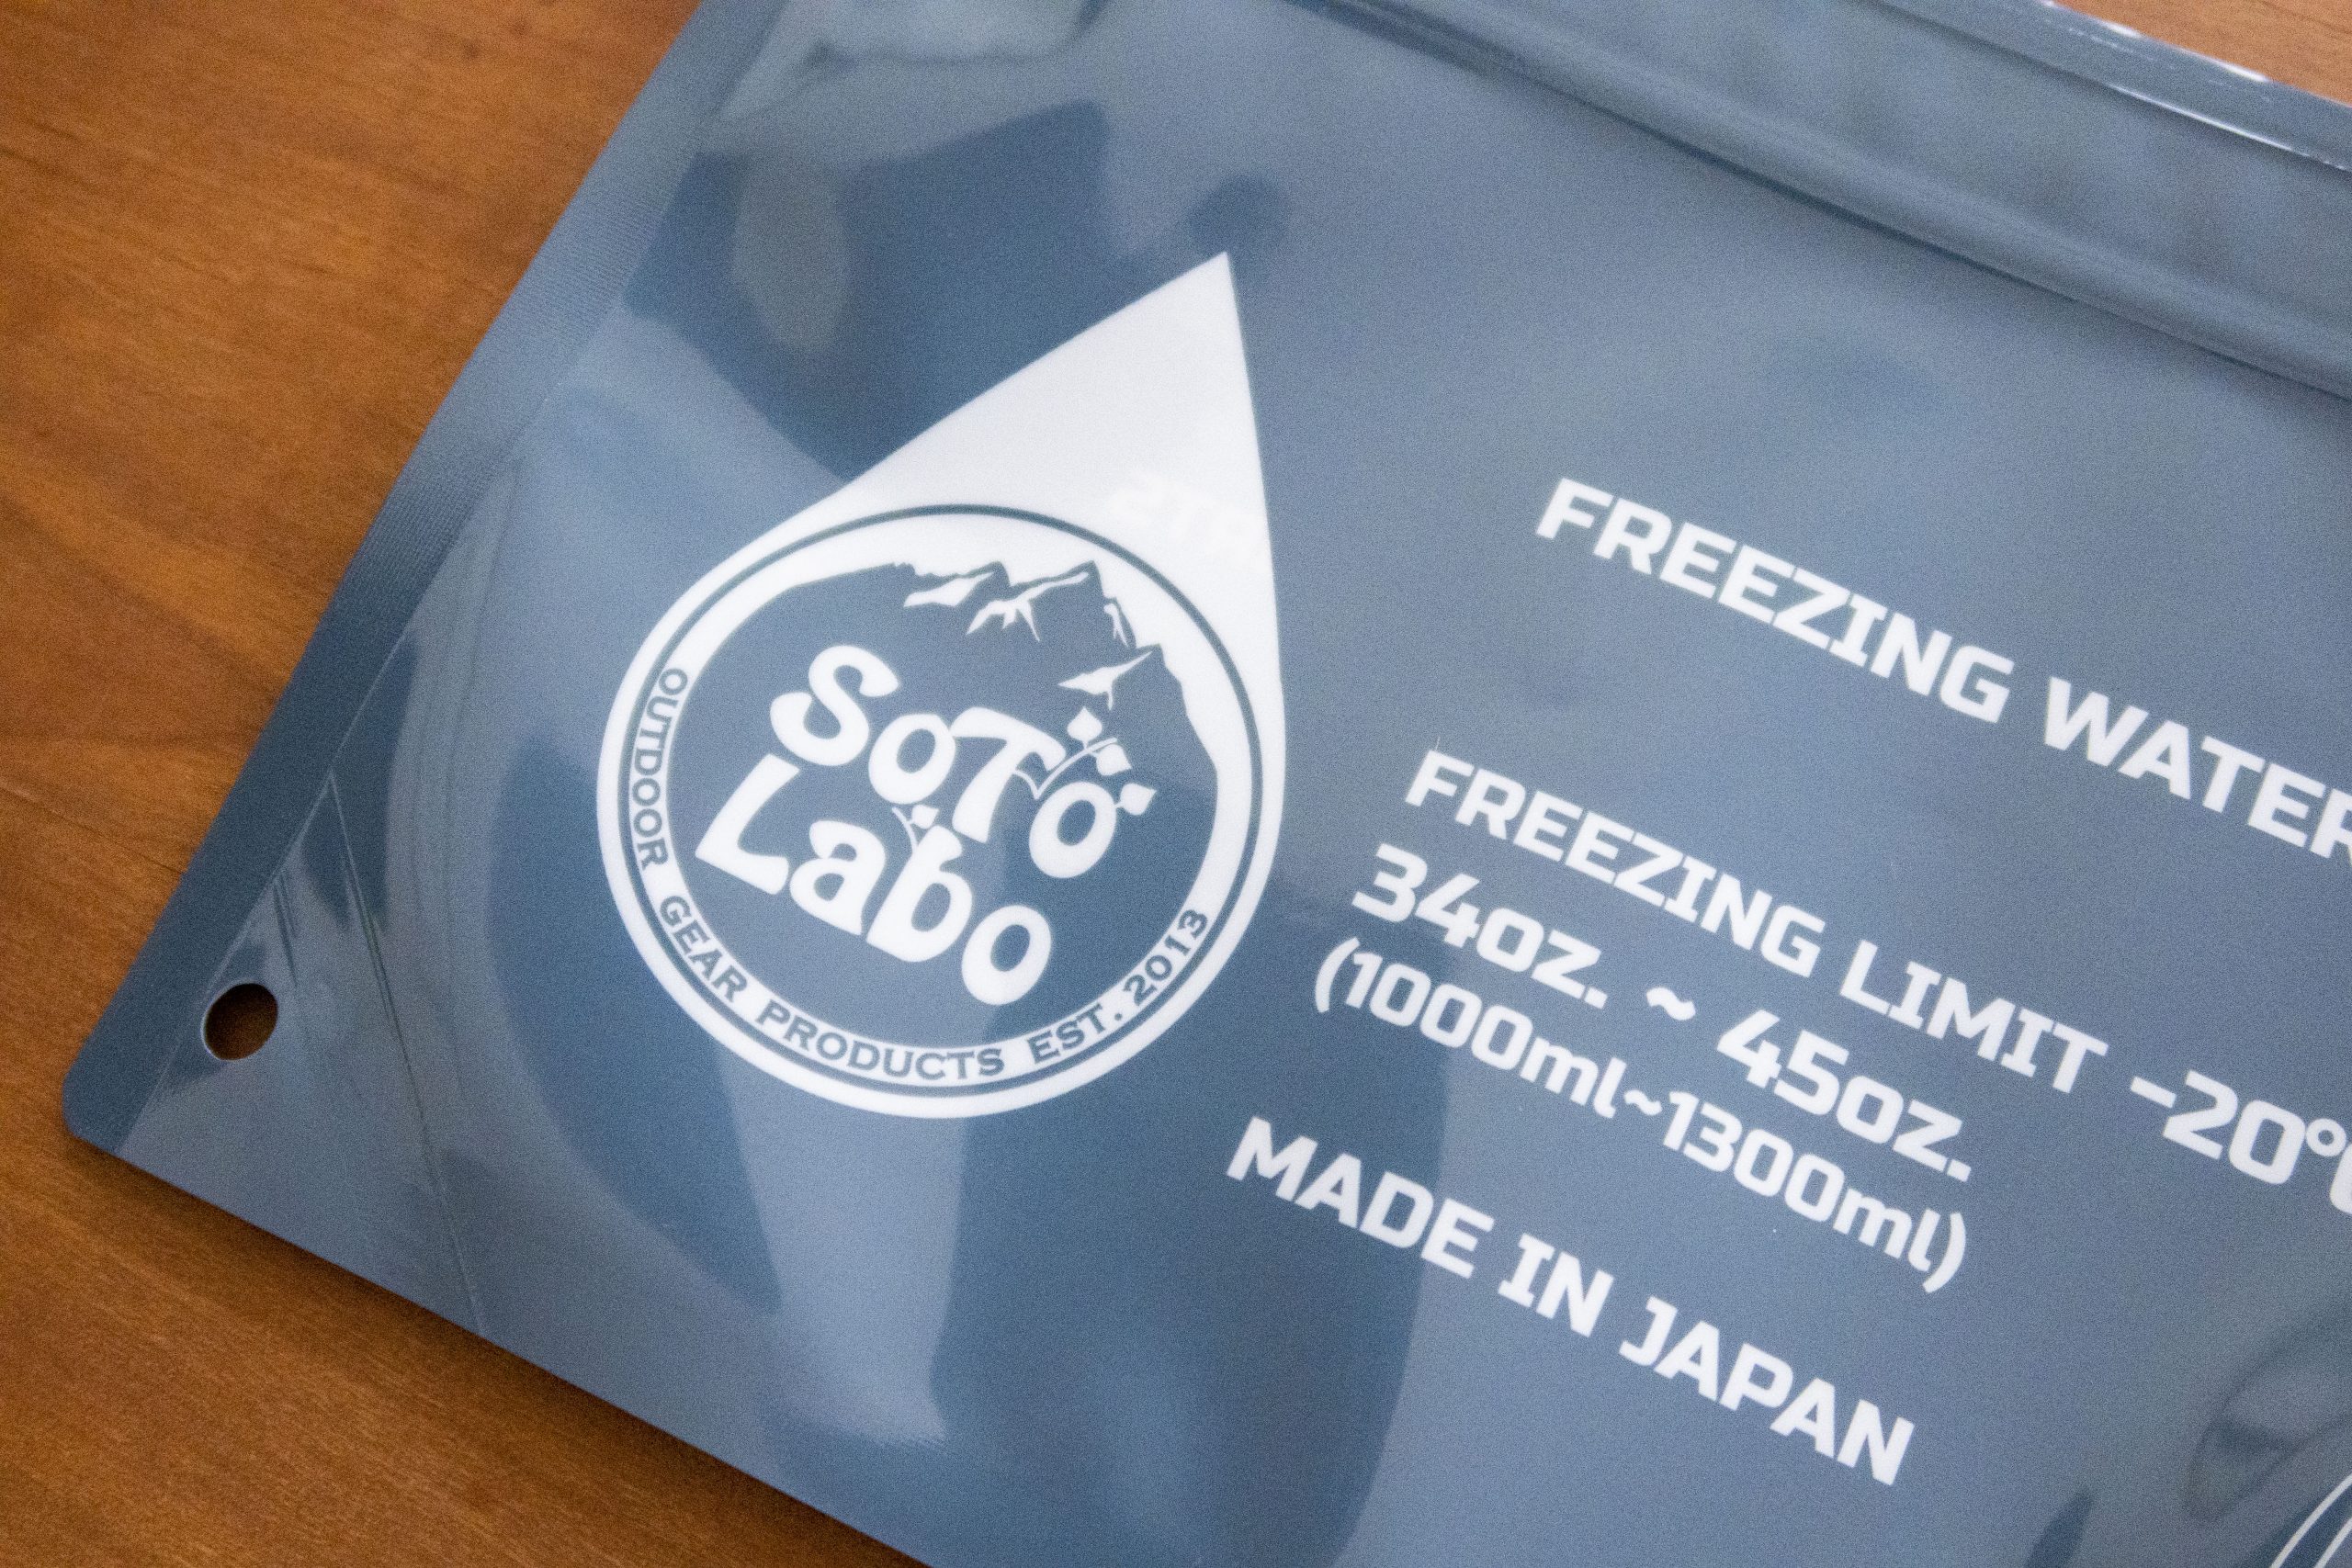 SoTo
Labo
OUTDOOR GEAR PRODUCTS EST. 2013
FREEZING WATER
FREEZING LIMIT -20°
34oz. ~ 45oz.
(1000ml~1300ml)
MADE IN JAPAN